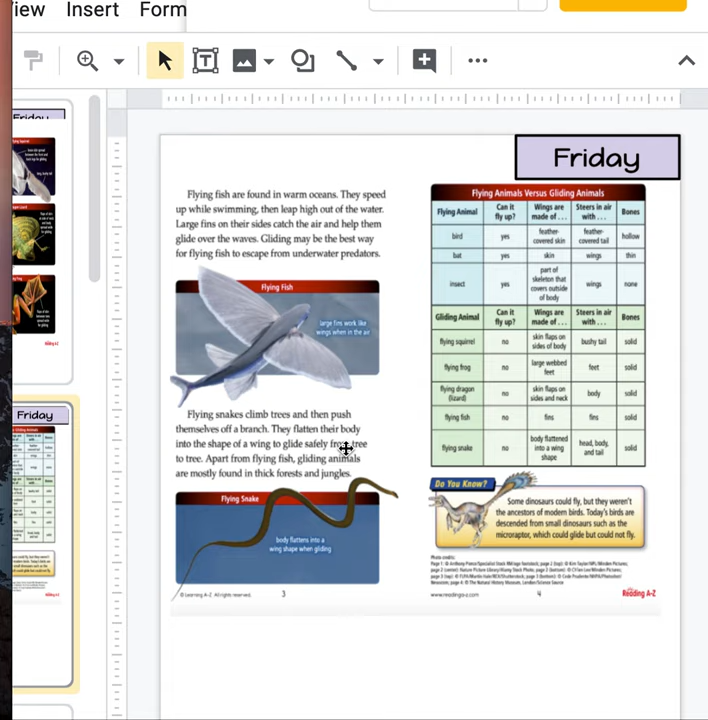 iew Insert Form
Friday
Friday
Flying fish are found in warm oceans. They speed
up while swimming, then leap high out of the water.
Large fins on their sides catch the air and help them
glide over the waves. Gliding may be the best way
for flying fish to escape from underwater predators.
Flying Fish
large fins work like
wings when in the air
Flying snakes climb trees and then push
themselves off a branch. They flatten their body
into the shape of a wing to glide safely from tree
to tree. Apart from flying fish, gliding animals
are mostly found in thick forests and jungles.
Flying Snake
body flattens into a
wing shape when gliding
© Learning A-Z All rights reserved. 3
Friday
Flying Animals Versus Gliding Animals
Flying Animal Can it fly up? Wings are made of . . . Steers in air with . . . Bones
bird yes feather-covered skin feather-covered tail hollow
bat yes skin wings thin
insect yes part of skeleton that covers outside of body wings none
Gliding Animal Can it fly up? Wings are made of . . . Steers in air with . . . Bones
flying squirrel no skin flaps on sides of body bushy tail solid
flying frog no large webbed feet feet solid
flying dragon (lizard) no skin flaps on sides and neck body solid
flying fish no fins fins solid
flying snake no body flattened into a wing shape head, body, and tail solid
Do You Know?
Some dinosaurs could fly, but they weren't
the ancestors of modern birds. Today's birds are
descended from small dinosaurs such as the
microraptor, which could glide but could not fly.
Photo credits:
www.readinga-z.com 4 Reading A-Z